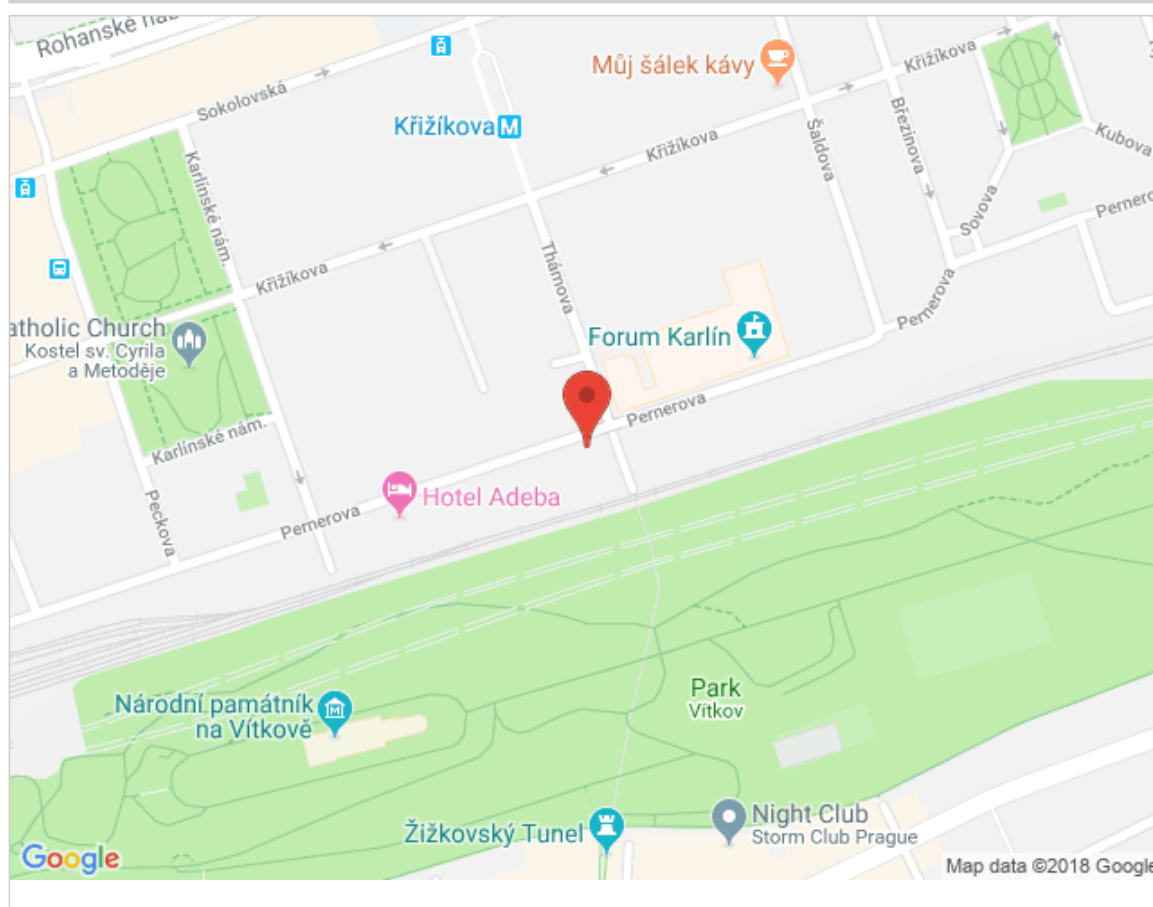 Rohanské
Sokolovská
Můj šálek kávy
Křižíkova
Křižíkova
Křižíkova
Šaldova
Březinova
Kubova
Karlínské nám.
Thámova
Sovova
Křižíkova
Pernerova
atholic Church
Kostel sv. Cyrila
a Metoděje
Forum Karlín
Pernerova
Karlínské nám.
Hotel Adeba
Peckova
Pernerova
Park
Vítkov
Národní památník
na Vítkově
Night Club
Storm Club Prague
Žižkovský Tunel
Google
Map data ©2018 Google